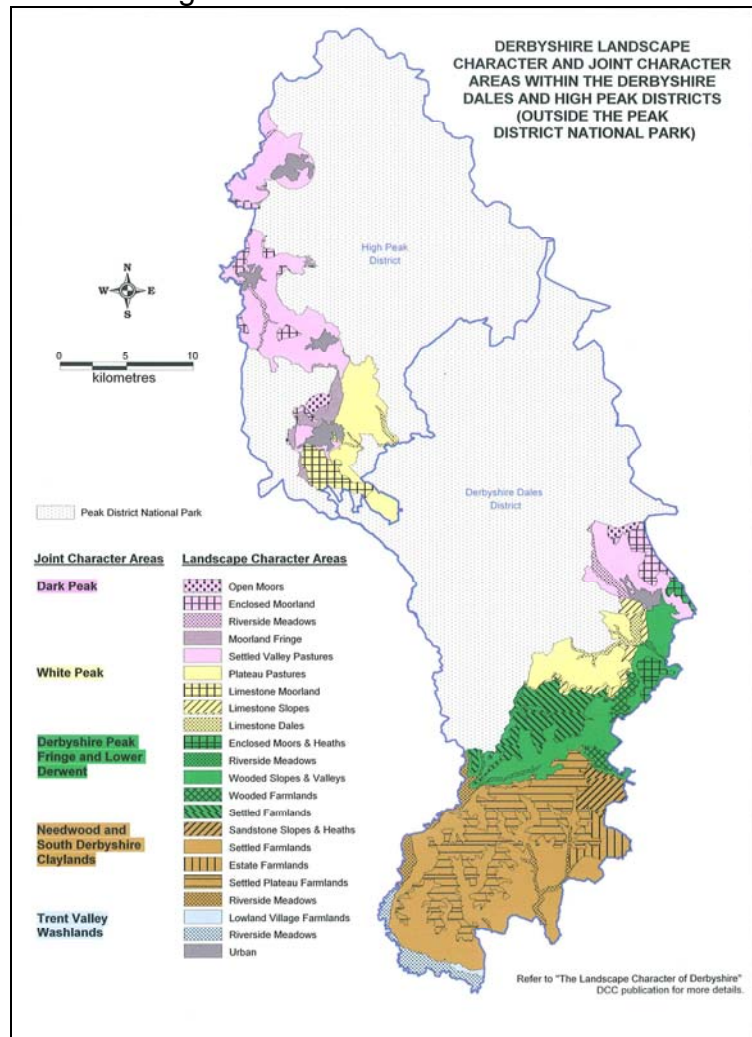 DERBYSHIRE LANDSCAPE
CHARACTER AND JOINT CHARACTER
AREAS WITHIN THE DERBYSHIRE
DALES AND HIGH PEAK DISTRICTS
(OUTSIDE THE PEAK
DISTRICT NATIONAL PARK)
High Peak
District
N
W E
S
0 5 10
kilometres
Derbyshire Dales
District
Peak District National Park
Joint Character Areas Landscape Character Areas
Dark Peak
Open Moors
Enclosed Moorland
Riverside Meadows
Moorland Fringe
Settled Valley Pastures
White Peak
Plateau Pastures
Limestone Moorland
Limestone Slopes
Limestone Dales
Derbyshire Peak
Fringe and Lower
Derwent
Enclosed Moors & Heaths
Riverside Meadows
Wooded Slopes & Valleys
Wooded Farmlands
Settled Farmlands
Needwood and
South Derbyshire
Claylands
Sandstone Slopes & Heaths
Settled Farmlands
Estate Farmlands
Settled Plateau Farmlands
Riverside Meadows
Trent Valley
Washlands
Lowland Village Farmlands
Riverside Meadows
Urban
Refer to "The Landscape Character of Derbyshire"
DCC publication for more details.